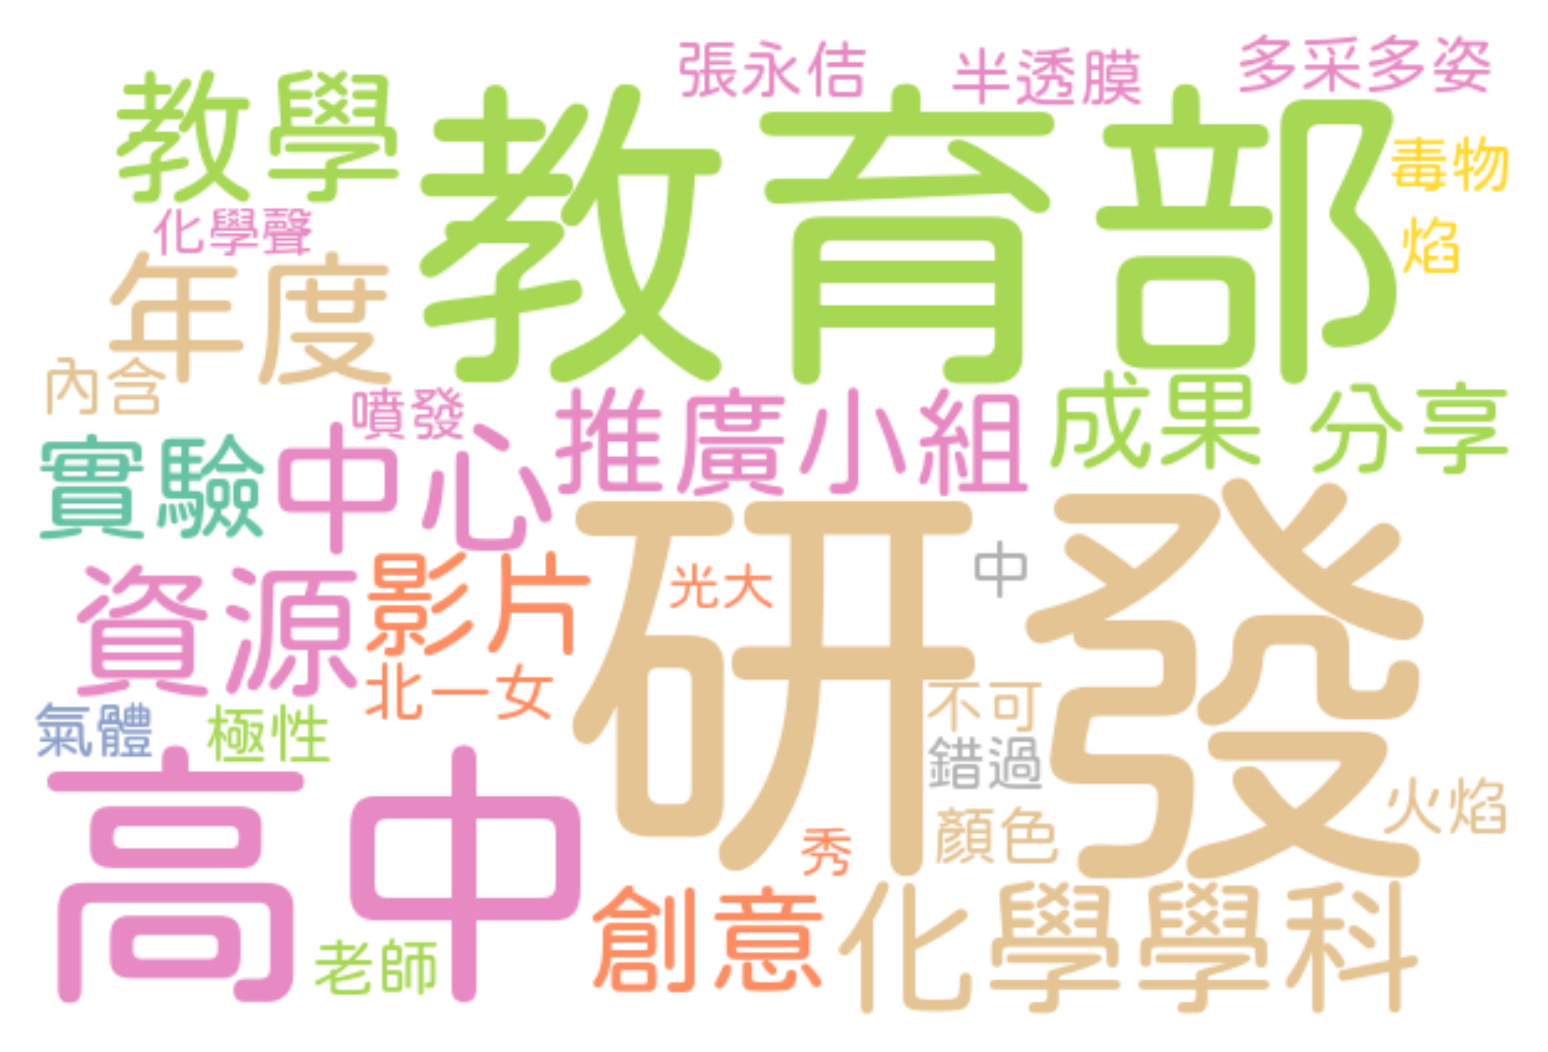 張永佶
半透膜
多采多姿
教學
教育部
毒物
化學聲
焰
年度
內含
噴發
推廣小組
成果
分享
實驗
中心
研發
影片
光大
中
資源
北一女
不可
氣體
極性
錯過
高中
火焰
秀
顏色
老師
創意
化學學科